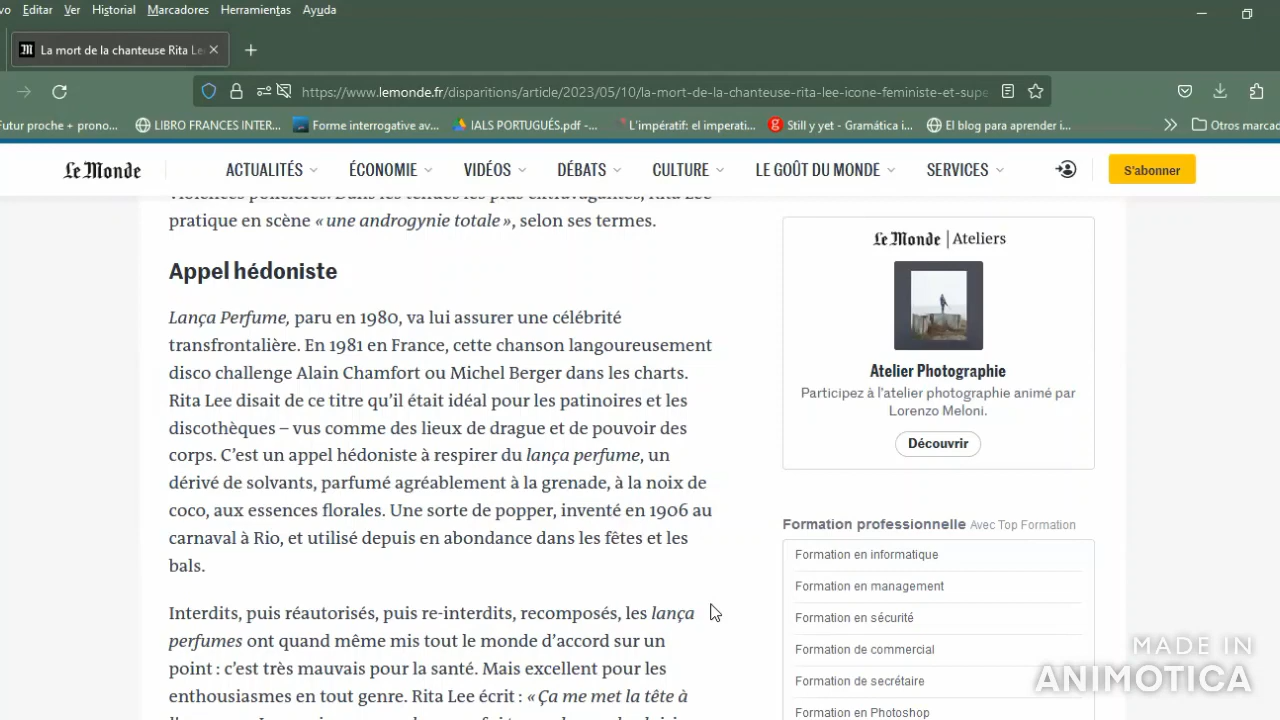 vo Editar Ver Historial Marcadores Herramientas Ayuda
La mort de la chanteuse Rita Le
https://www.lemonde.fr/disparitions/article/2023/05/10/la-mort-de-la-chanteuse-rita-lee-icone-feministe-et-supe
Futur proche + prono... LIBRO FRANCES INTER... Forme interrogative av... IALS PORTUGUÉS.pdf -... L'impératif: el imperati... Still y yet - Gramática i... El blog para aprender i... Otros marcad
Le Monde ACTUALITÉS ÉCONOMIE VIDÉOS DÉBATS CULTURE LE GOÛT DU MONDE SERVICES S'abonner
violences policières. Dans les tenues les plus extravagantes, Rita Lee
pratique en scène « une androgynie totale », selon ses termes.
Appel hédoniste
Lança Perfume, paru en 1980, va lui assurer une célébrité
transfrontalière. En 1981 en France, cette chanson langoureusement
disco challenge Alain Chamfort ou Michel Berger dans les charts.
Rita Lee disait de ce titre qu'il était idéal pour les patinoires et les
discothèques – vus comme des lieux de drague et de pouvoir des
corps. C'est un appel hédoniste à respirer du lança perfume, un
dérivé de solvants, parfumé agréablement à la grenade, à la noix de
coco, aux essences florales. Une sorte de popper, inventé en 1906 au
carnaval à Rio, et utilisé depuis en abondance dans les fêtes et les
bals.
Interdits, puis réautorisés, puis re-interdits, recomposés, les lança
perfumes ont quand même mis tout le monde d'accord sur un
point : c'est très mauvais pour la santé. Mais excellent pour les
enthousiasmes en tout genre. Rita Lee écrit : « Ça me met la tête à
Le Monde | Ateliers
Atelier Photographie
Participez à l'atelier photographie animé par
Lorenzo Meloni.
Découvrir
Formation professionnelle Avec Top Formation
Formation en informatique
Formation en management
Formation en sécurité
Formation de commercial
Formation de secrétaire
Formation en Photoshop
MADE IN
ANIMOTICA